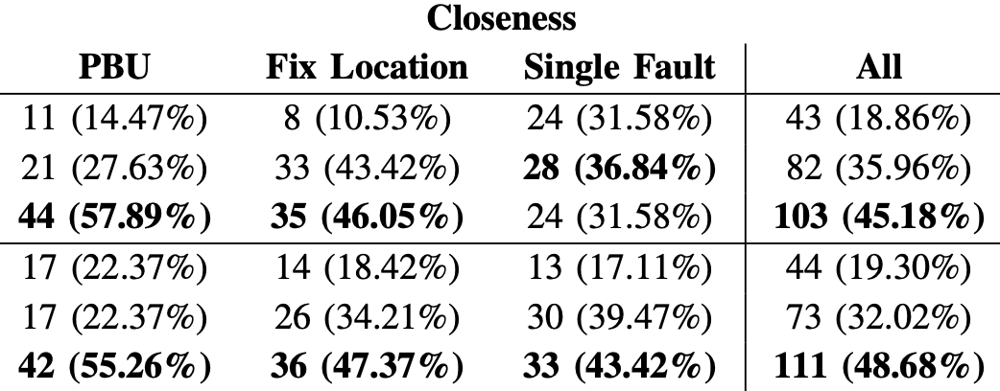 Closeness
PBU Fix Location Single Fault All
11 (14.47%) 8 (10.53%) 24 (31.58%) 43 (18.86%)
21 (27.63%) 33 (43.42%) 28 (36.84%) 82 (35.96%)
44 (57.89%) 35 (46.05%) 24 (31.58%) 103 (45.18%)
17 (22.37%) 14 (18.42%) 13 (17.11%) 44 (19.30%)
17 (22.37%) 26 (34.21%) 30 (39.47%) 73 (32.02%)
42 (55.26%) 36 (47.37%) 33 (43.42%) 111 (48.68%)